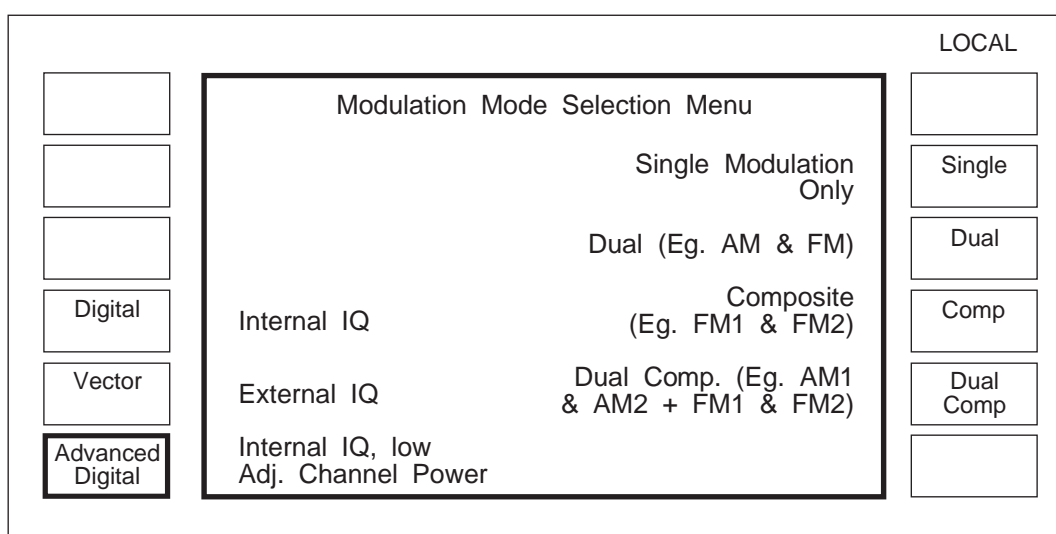 LOCAL
Modulation Mode Selection Menu
Single Modulation
Only
Single
Dual (Eg. AM & FM)
Dual
Digital
Internal IQ
Composite
(Eg. FM1 & FM2)
Comp
Vector
External IQ
Dual Comp. (Eg. AM1
& AM2 + FM1 & FM2)
Dual
Comp
Advanced
Digital
Internal IQ, low
Adj. Channel Power